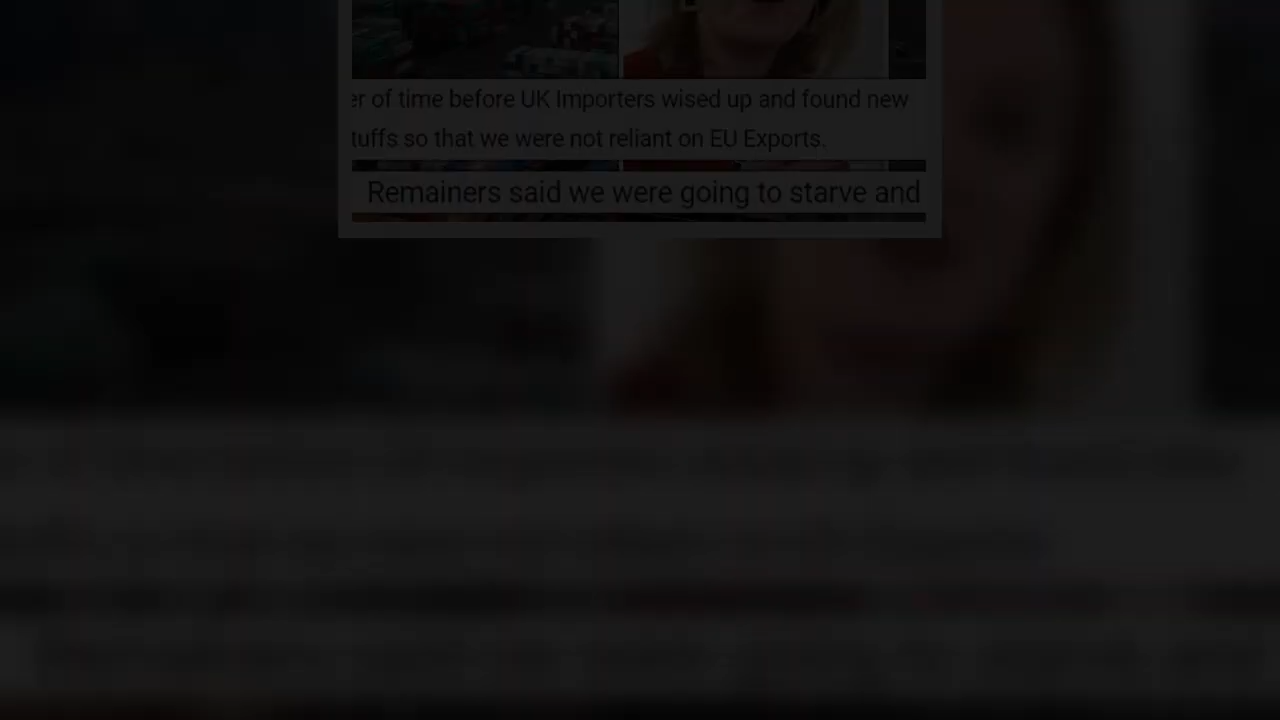 er of time before UK Importers wised up and found new
tuffs so that we were not reliant on EU Exports.
Remainers said we were going to starve and